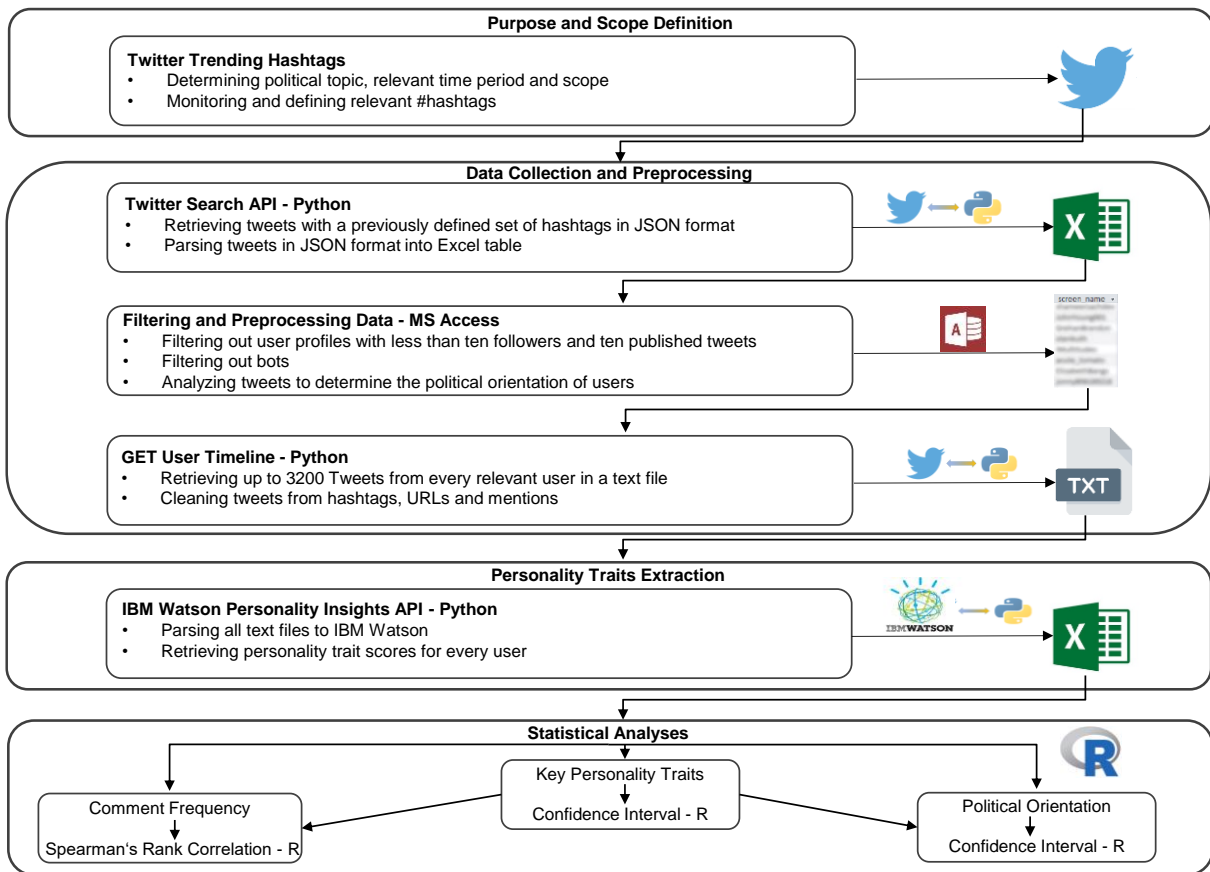 Purpose and Scope Definition
Twitter Trending Hashtags
• Determining political topic, relevant time period and scope
• Monitoring and defining relevant #hashtags
Data Collection and Preprocessing
Twitter Search API - Python
• Retrieving tweets with a previously defined set of hashtags in JSON format
• Parsing tweets in JSON format into Excel table
X
Filtering and Preprocessing Data - MS Access
• Filtering out user profiles with less than ten followers and ten published tweets
• Filtering out bots
• Analyzing tweets to determine the political orientation of users
A
screen_name
GET User Timeline - Python
• Retrieving up to 3200 Tweets from every relevant user in a text file
• Cleaning tweets from hashtags, URLs and mentions
TXT
Personality Traits Extraction
IBM Watson Personality Insights API - Python
• Parsing all text files to IBM Watson
• Retrieving personality trait scores for every user
IBMWATSON
X
Statistical Analyses
R
Key Personality Traits
Confidence Interval - R
Comment Frequency
Spearman‘s Rank Correlation - R
Political Orientation
Confidence Interval - R